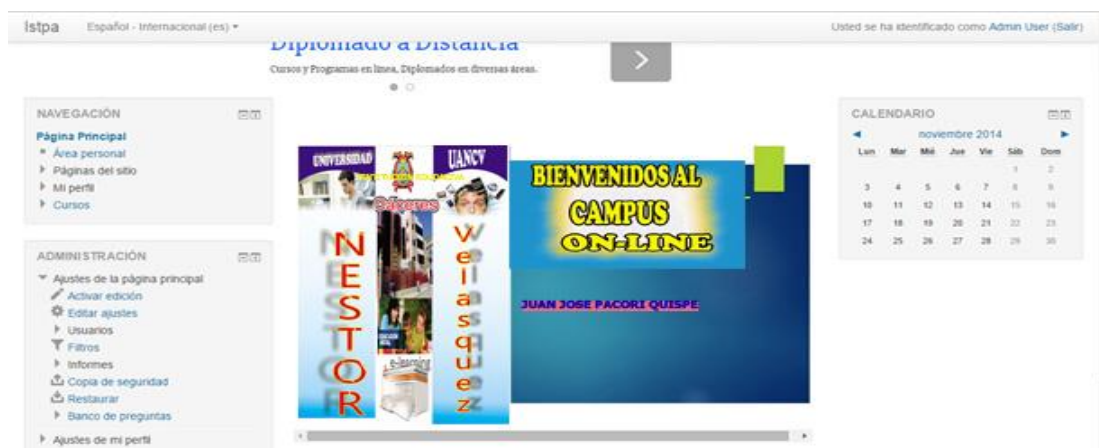 istpa Español - Internacional (es)
Usted se ha identificado como Admin User (Salir)
Diplomado a Distancia
Cursos y Programas en línea, Diplomados en diversas áreas.
NAVEGACIÓN
Página Principal
Área personal
Páginas del sitio
Mi perfil
Cursos
ADMINISTRACIÓN
Ajustes de la página principal
Activar edición
Editar ajustes
Usuarios
Filtros
Informes
Copia de seguridad
Restaurar
Banco de preguntas
Ajustes de mi perfil
UNIVERSIDAD
UANCV
Cáceres
NESTOR
Velasquez
e-learning
BIENVENIDOS AL
CAMPUS
ON-LINE
JUAN JOSE PACORI QUISPE
CALENDARIO
noviembre 2014
Lun Mar Mié Jue Vie Sáb Dom
1 2
3 4 5 6 7 8 9
10 11 12 13 14 15 16
17 18 19 20 21 22 23
24 25 26 27 28 29 30